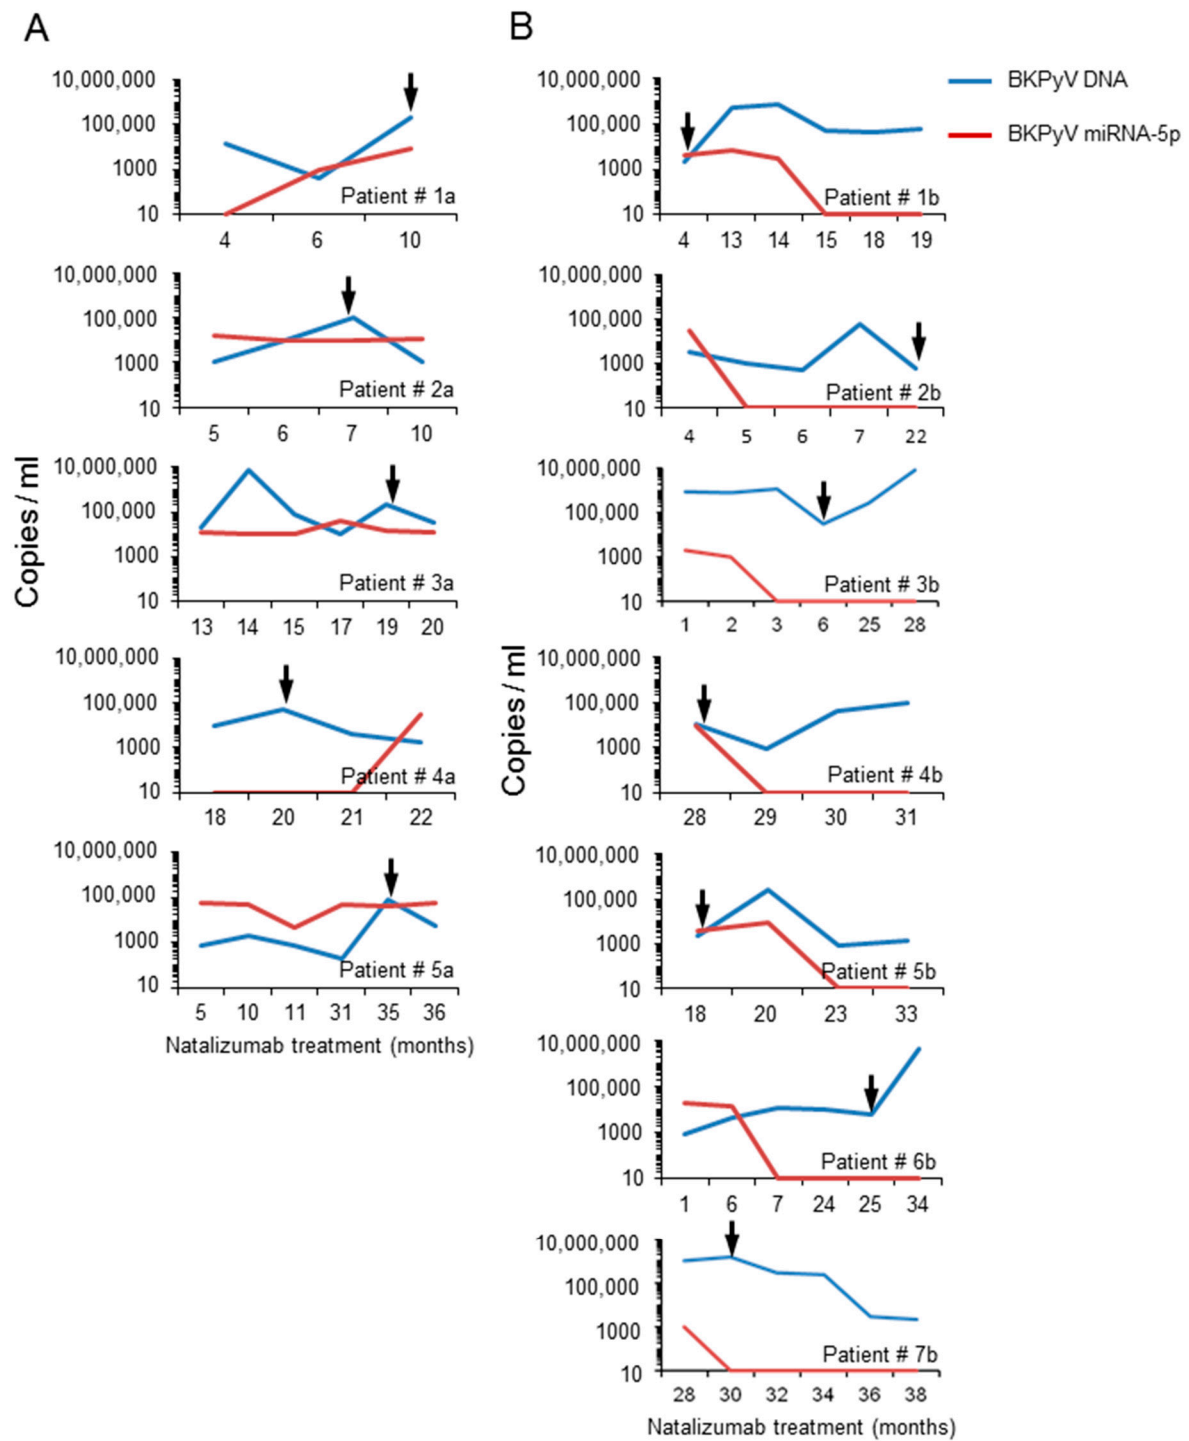 A
10,000,000
100,000
1000
10
Patient # 1a
4 6 10
10,000,000
100,000
1000
10
Patient # 2a
5 6 7 10
10,000,000
100,000
1000
10
Patient # 3a
13 14 15 17 19 20
10,000,000
100,000
1000
10
Patient # 4a
18 20 21 22
10,000,000
100,000
1000
10
Patient # 5a
5 10 11 31 35 36
Natalizumab treatment (months)
Copies / ml
B
BKPyV DNA
BKPyV miRNA-5p
10,000,000
100,000
1000
10
Patient # 1b
4 13 14 15 18 19
10,000,000
100,000
1000
10
Patient # 2b
4 5 6 7 22
10,000,000
100,000
1000
10
Patient # 3b
1 2 3 6 25 28
10,000,000
100,000
1000
10
Patient # 4b
28 29 30 31
10,000,000
100,000
1000
10
Patient # 5b
18 20 23 33
10,000,000
100,000
1000
10
Patient # 6b
1 6 7 24 25 34
10,000,000
100,000
1000
10
Patient # 7b
28 30 32 34 36 38
Natalizumab treatment (months)
Copies / ml